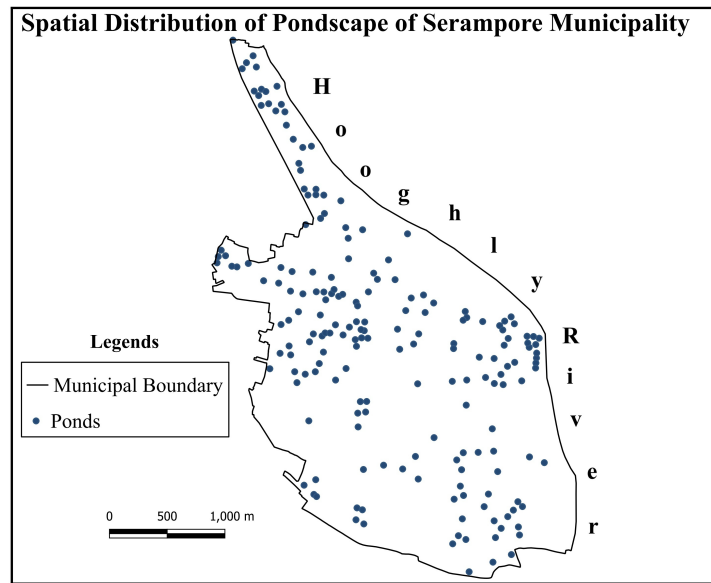 Spatial Distribution of Pondscape of Serampore Municipality
H
o
o
g
h
l
y
R
i
v
e
r
Legends
Municipal Boundary
Ponds
0 500 1,000 m